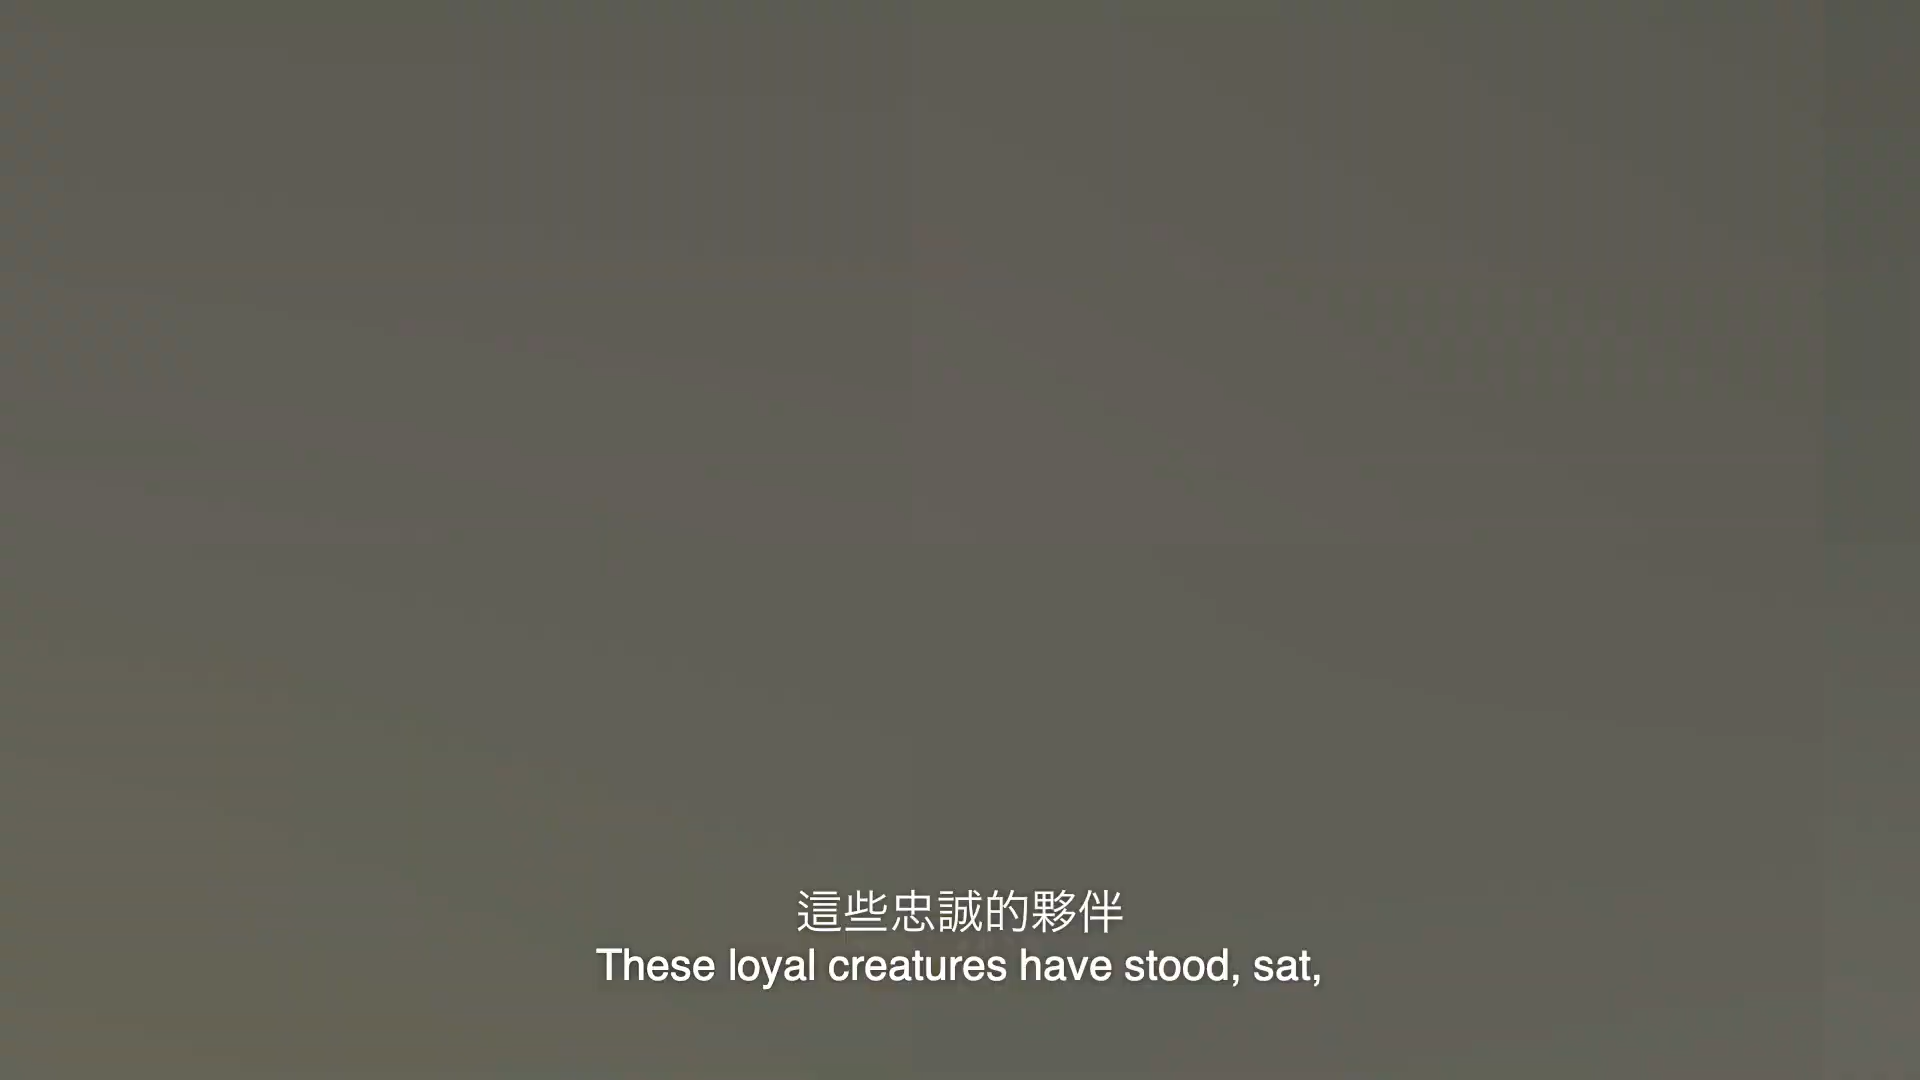 這些忠誠的夥伴
These loyal creatures have stood, sat,